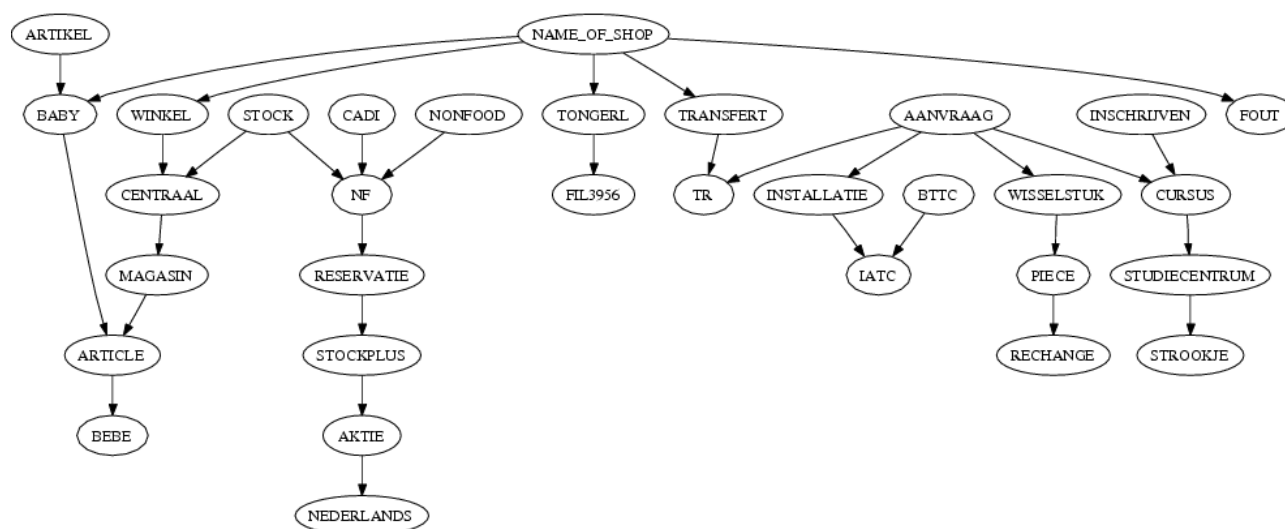 ARTIKEL
NAME_OF_SHOP
BABY
WINKEL
STOCK
CADI
NONFOOD
TONGERL
TRANSFERT
AANVRAAG
INSCHRIJVEN
FOUT
CENTRAAL
NF
FIL3956
TR
INSTALLATIE
BTTC
WISSELSTUK
CURSUS
MAGASIN
RESERVATIE
IATC
PIECE
STUDIECENTRUM
ARTICLE
STOCKPLUS
RECHANGE
STROOKJE
BEBE
AKTIE
NEDERLANDS